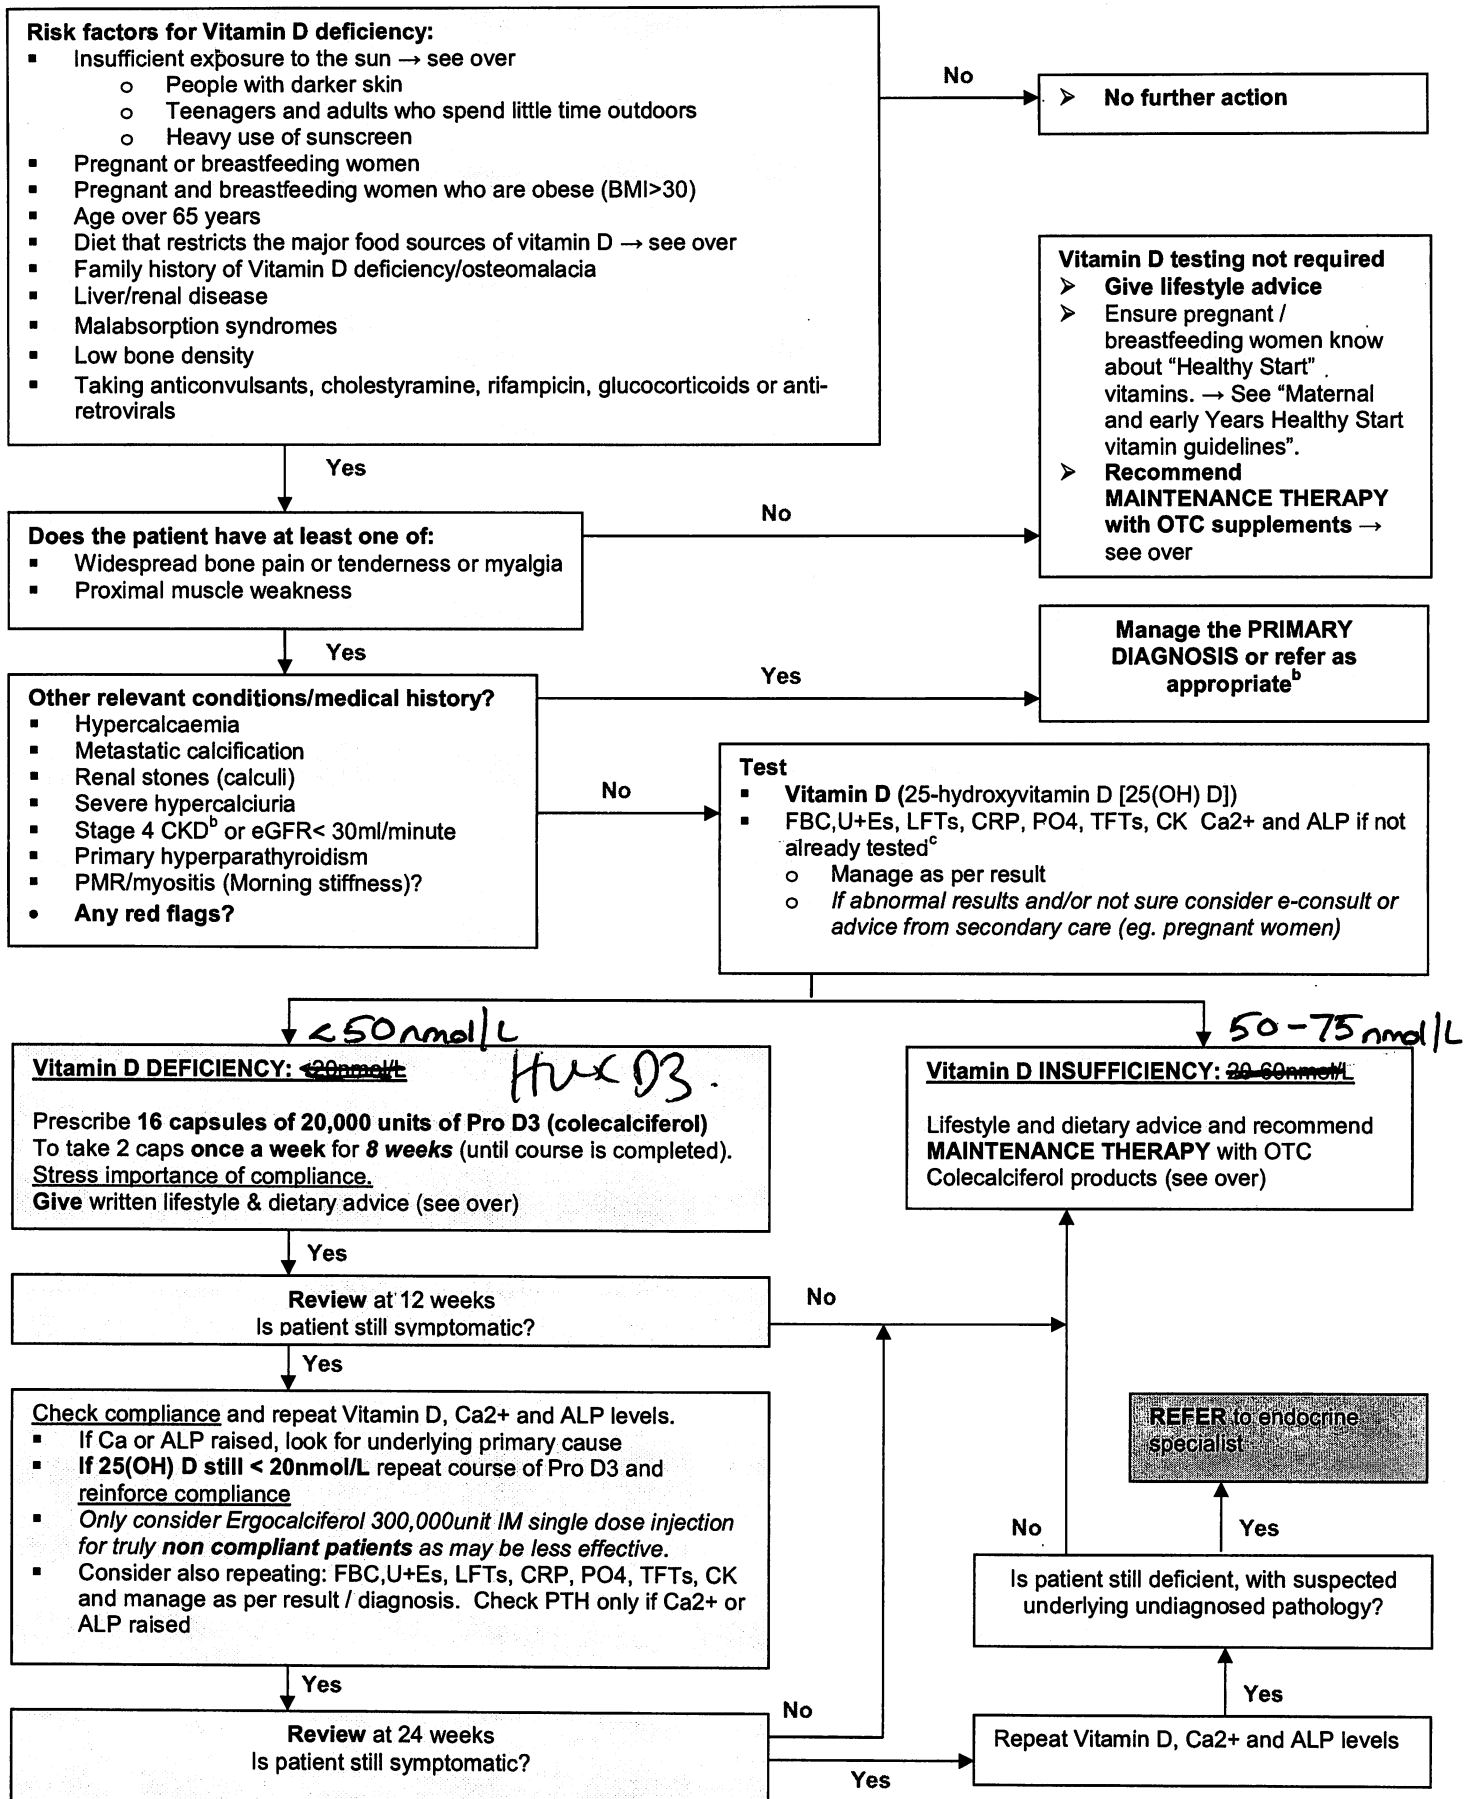 Risk factors for Vitamin D deficiency:
▪ Insufficient exposure to the sun → see over
o People with darker skin
o Teenagers and adults who spend little time outdoors
o Heavy use of sunscreen
▪ Pregnant or breastfeeding women
▪ Pregnant and breastfeeding women who are obese (BMI>30)
▪ Age over 65 years
▪ Diet that restricts the major food sources of vitamin D → see over
▪ Family history of Vitamin D deficiency/osteomalacia
▪ Liver/renal disease
▪ Malabsorption syndromes
▪ Low bone density
▪ Taking anticonvulsants, cholestyramine, rifampicin, glucocorticoids or anti-
retrovirals
No
➢ No further action
Yes
Does the patient have at least one of:
▪ Widespread bone pain or tenderness or myalgia
▪ Proximal muscle weakness
No
Vitamin D testing not required
➢ Give lifestyle advice
➢ Ensure pregnant /
breastfeeding women know
about “Healthy Start”
vitamins. → See “Maternal
and early Years Healthy Start
vitamin guidelines”.
➢ Recommend
MAINTENANCE THERAPY
with OTC supplements →
see over
Yes
Other relevant conditions/medical history?
▪ Hypercalcaemia
▪ Metastatic calcification
▪ Renal stones (calculi)
▪ Severe hypercalciuria
▪ Stage 4 CKDᵇ or eGFR< 30ml/minute
▪ Primary hyperparathyroidism
▪ PMR/myositis (Morning stiffness)?
• Any red flags?
Yes
Manage the PRIMARY
DIAGNOSIS or refer as
appropriateᵇ
No
Test
▪ Vitamin D (25-hydroxyvitamin D [25(OH) D])
▪ FBC,U+Es, LFTs, CRP, PO4, TFTs, CK Ca2+ and ALP if not
already testedᶜ
o Manage as per result
o If abnormal results and/or not sure consider e-consult or
advice from secondary care (eg. pregnant women)
<50nmol/L
Vitamin D DEFICIENCY: <20nmol/L
Hux D3.
Prescribe 16 capsules of 20,000 units of Pro D3 (colecalciferol)
To take 2 caps once a week for 8 weeks (until course is completed).
Stress importance of compliance.
Give written lifestyle & dietary advice (see over)
50-75nmol/L
Vitamin D INSUFFICIENCY: 20-60nmol/L
Lifestyle and dietary advice and recommend
MAINTENANCE THERAPY with OTC
Colecalciferol products (see over)
Yes
Review at 12 weeks
Is patient still symptomatic?
No
Yes
Check compliance and repeat Vitamin D, Ca2+ and ALP levels.
▪ If Ca or ALP raised, look for underlying primary cause
▪ If 25(OH) D still < 20nmol/L repeat course of Pro D3 and
reinforce compliance
▪ Only consider Ergocalciferol 300,000unit IM single dose injection
for truly non compliant patients as may be less effective.
▪ Consider also repeating: FBC,U+Es, LFTs, CRP, PO4, TFTs, CK
and manage as per result / diagnosis. Check PTH only if Ca2+ or
ALP raised
REFER to endocrine
specialist
No
Yes
Is patient still deficient, with suspected
underlying undiagnosed pathology?
Yes
Repeat Vitamin D, Ca2+ and ALP levels
Yes
Review at 24 weeks
Is patient still symptomatic?
No
Yes